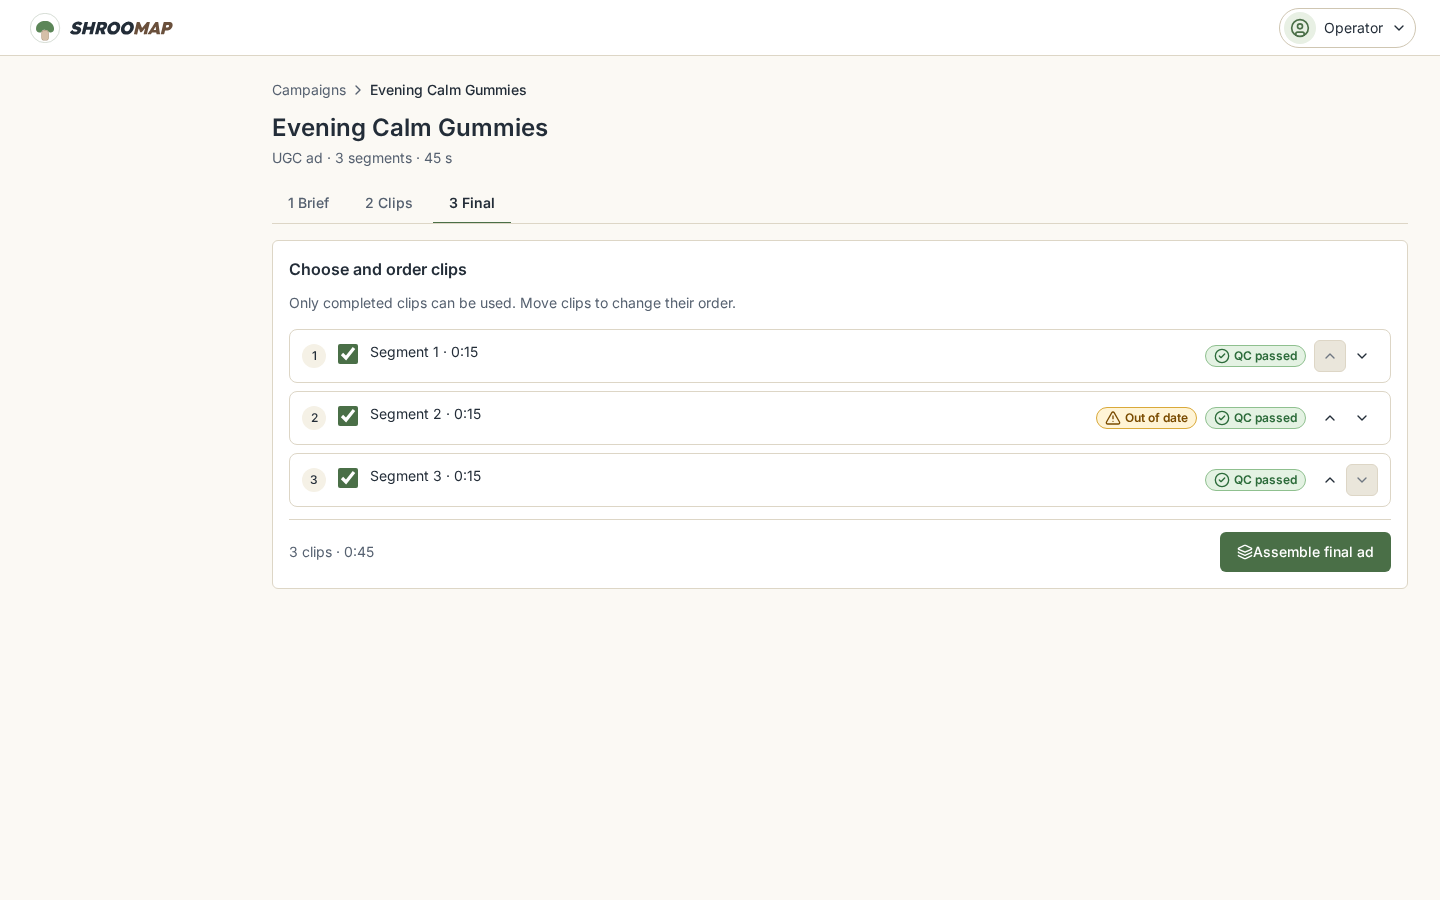 SHROOMAP
Operator
Campaigns > Evening Calm Gummies
Evening Calm Gummies
UGC ad · 3 segments · 45 s
1 Brief 2 Clips 3 Final
Choose and order clips
Only completed clips can be used. Move clips to change their order.
1 Segment 1 · 0:15 QC passed
2 Segment 2 · 0:15 Out of date QC passed
3 Segment 3 · 0:15 QC passed
3 clips · 0:45 Assemble final ad